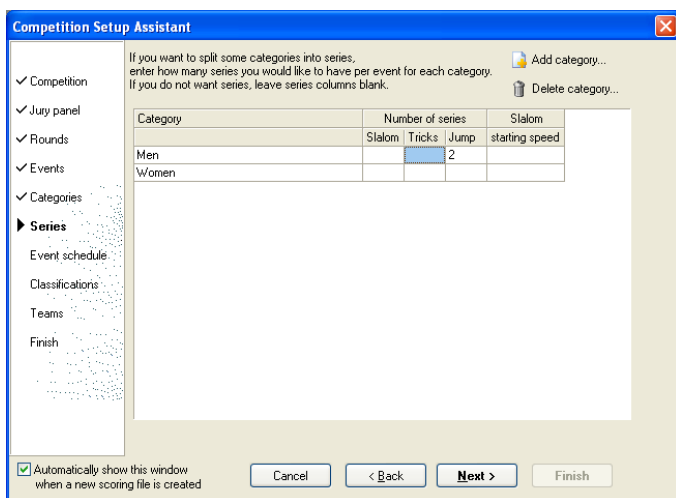 Competition Setup Assistant
If you want to split some categories into series,
enter how many series you would like to have per event for each category.
If you do not want series, leave series columns blank.
Add category...
Delete category...
Competition
Jury panel
Rounds
Events
Categories
Series
Event schedule
Classifications
Teams
Finish
Category Number of series Slalom
Slalom Tricks Jump starting speed
Men 2
Women
Automatically show this window
when a new scoring file is created
Cancel < Back Next > Finish